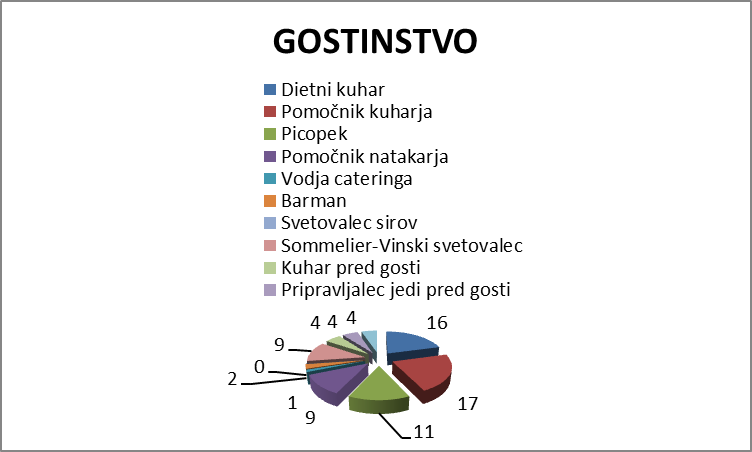 GOSTINSTVO
Dietni kuhar
Pomočnik kuharja
Picopek
Pomočnik natakarja
Vodja cateringa
Barman
Svetovalec sirov
Sommelier-Vinski svetovalec
Kuhar pred gosti
Pripravljalec jedi pred gosti
4 4 4 16
9
0
2
1 17
9
11